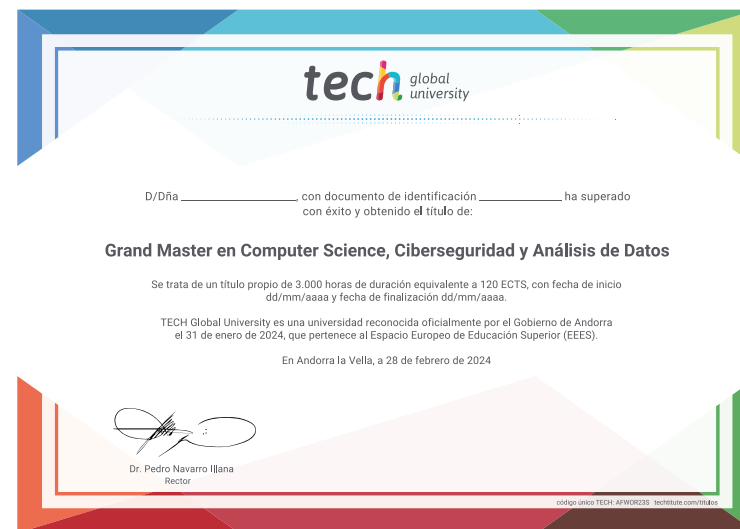 tech global university
D/Dña ____________________, con documento de identificación ______________ ha superado
con éxito y obtenido el título de:
Grand Master en Computer Science, Ciberseguridad y Análisis de Datos
Se trata de un título propio de 3.000 horas de duración equivalente a 120 ECTS, con fecha de inicio
dd/mm/aaaa y fecha de finalización dd/mm/aaaa.
TECH Global University es una universidad reconocida oficialmente por el Gobierno de Andorra
el 31 de enero de 2024, que pertenece al Espacio Europeo de Educación Superior (EEES).
En Andorra la Vella, a 28 de febrero de 2024
Dr. Pedro Navarro Illana
Rector
código único TECH: AFWOR23S techtitute.com/titulos